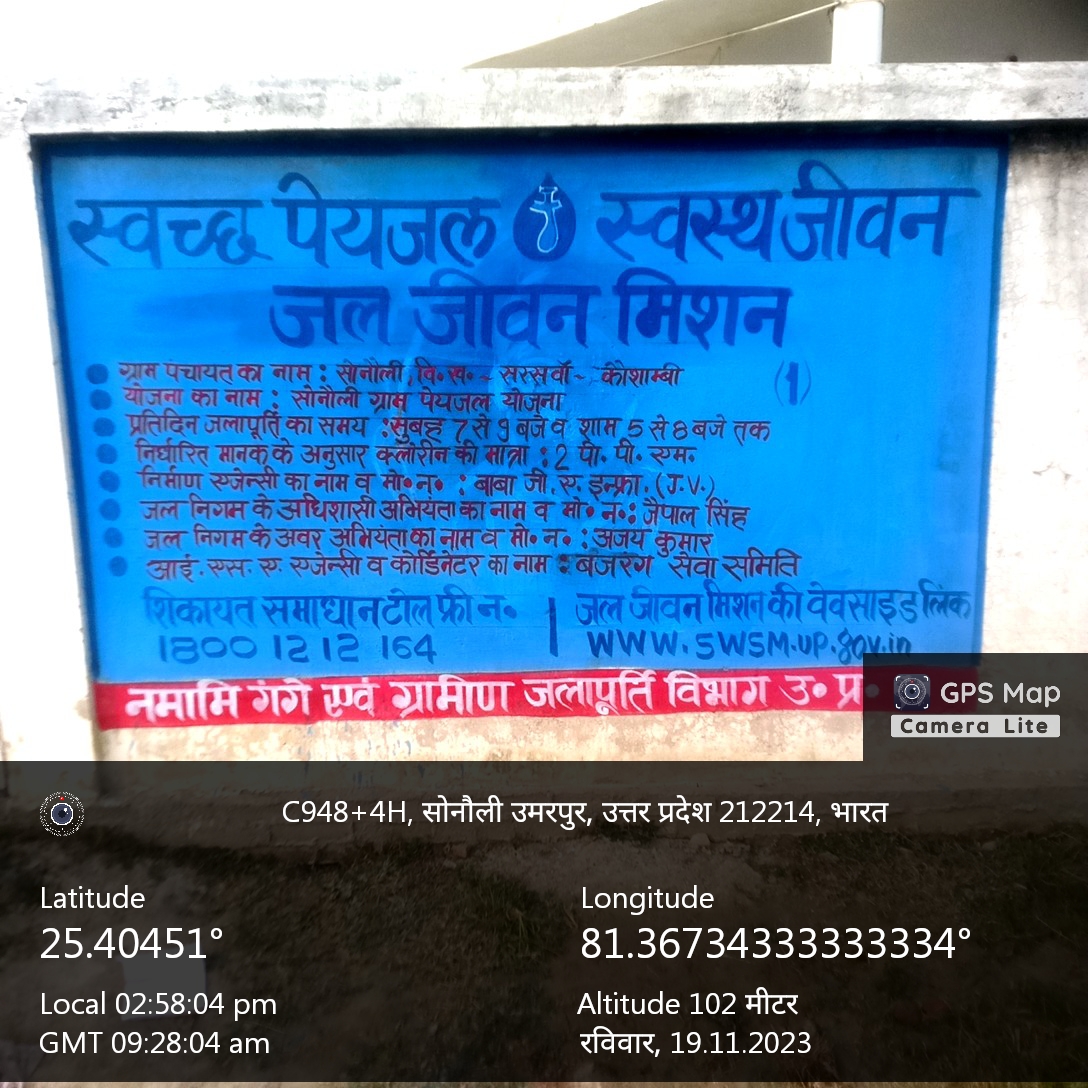 स्वच्छ पेयजल स्वस्थ जीवन
जल जीवन मिशन
(1)
ग्राम पंचायत का नाम : सोनौली, वि.ख. - सरसवाँ - कौशाम्बी
योजना का नाम : सोनौली ग्राम पेयजल योजना
प्रतिदिन जलापूर्ति का समय : सुबह 7 से 9 बजे व शाम 5 से 8 बजे तक
निर्धारित मानक के अनुसार क्लोरीन की मात्रा : 2 पी. पी. एम.
निर्माण एजेन्सी का नाम व मो. न. : बाबा जी. ए. इन्फ्रा. (J.V.)
जल निगम के अधिशासी अभियंता का नाम व मो. न. : जैपाल सिंह
जल निगम के अवर अभियंता का नाम व मो. न. : अजय कुमार
आई. एस. ए. एजेन्सी व कोर्डिनेटर का नाम : बजरंग सेवा समिति
शिकायत समाधान टोल फ्री न. | जल जीवन मिशन की वेबसाइड लिंक
1800 12 12 164 | WWW.SWSM.UP.gov.in
नमामि गंगे एवं ग्रामीण जलापूर्ति विभाग उ. प्र.
GPS Map
Camera Lite
C948+4H, सोनौली उमरपुर, उत्तर प्रदेश 212214, भारत
Latitude Longitude
25.40451° 81.36734333333334°
Local 02:58:04 pm Altitude 102 मीटर
GMT 09:28:04 am रविवार, 19.11.2023